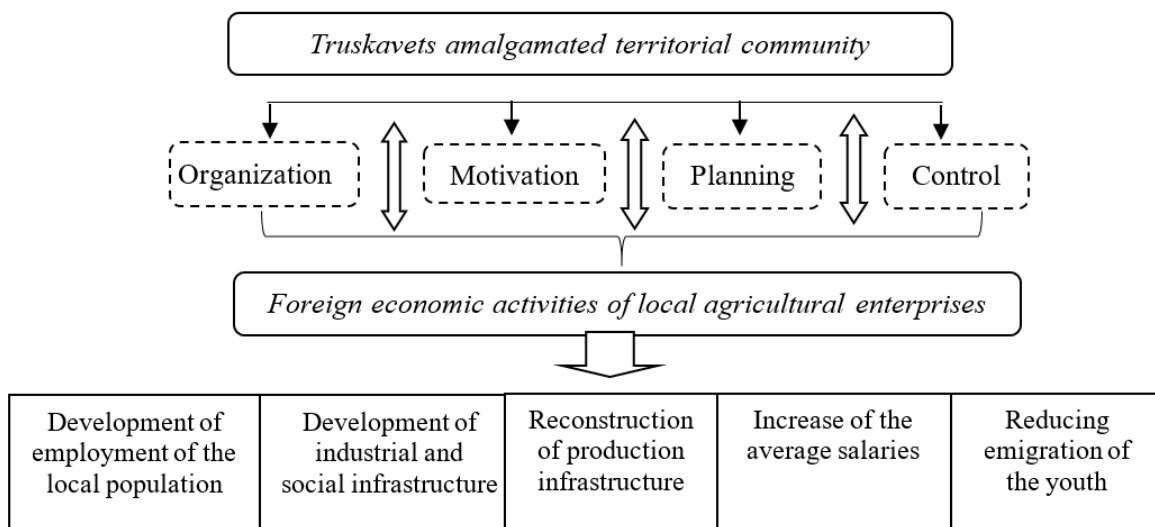 Truskavets amalgamated territorial community
Organization
Motivation
Planning
Control
Foreign economic activities of local agricultural enterprises
Development of
employment of the
local population
Development of
industrial and
social infrastructure
Reconstruction
of production
infrastructure
Increase of the
average salaries
Reducing
emigration of
the youth